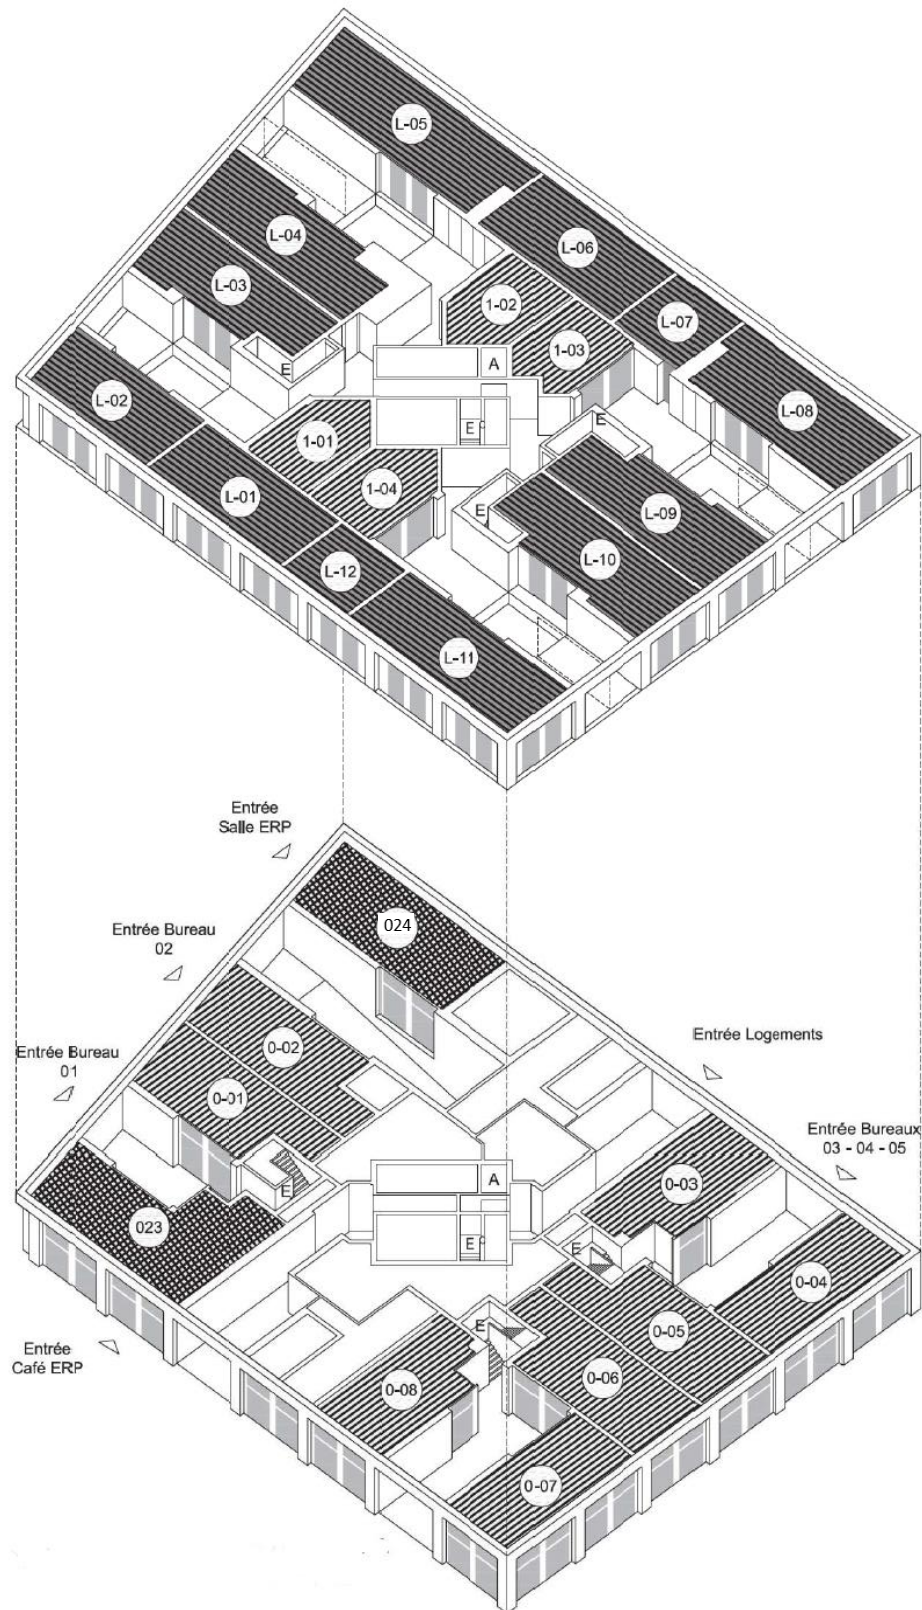 L-05
L-04
L-06
L-03
1-02
L-07
1-03
E
A
L-02
L-08
E
E
1-01
L-01
1-04
L-09
E
L-10
L-12
L-11
Entrée
Salle ERP
024
Entrée Bureau
02
Entrée Logements
Entrée Bureau
01
0-02
0-01
Entrée Bureaux
03 - 04 - 05
A
0-03
E
023
E
E
0-04
E
0-05
Entrée
Café ERP
0-06
0-08
0-07